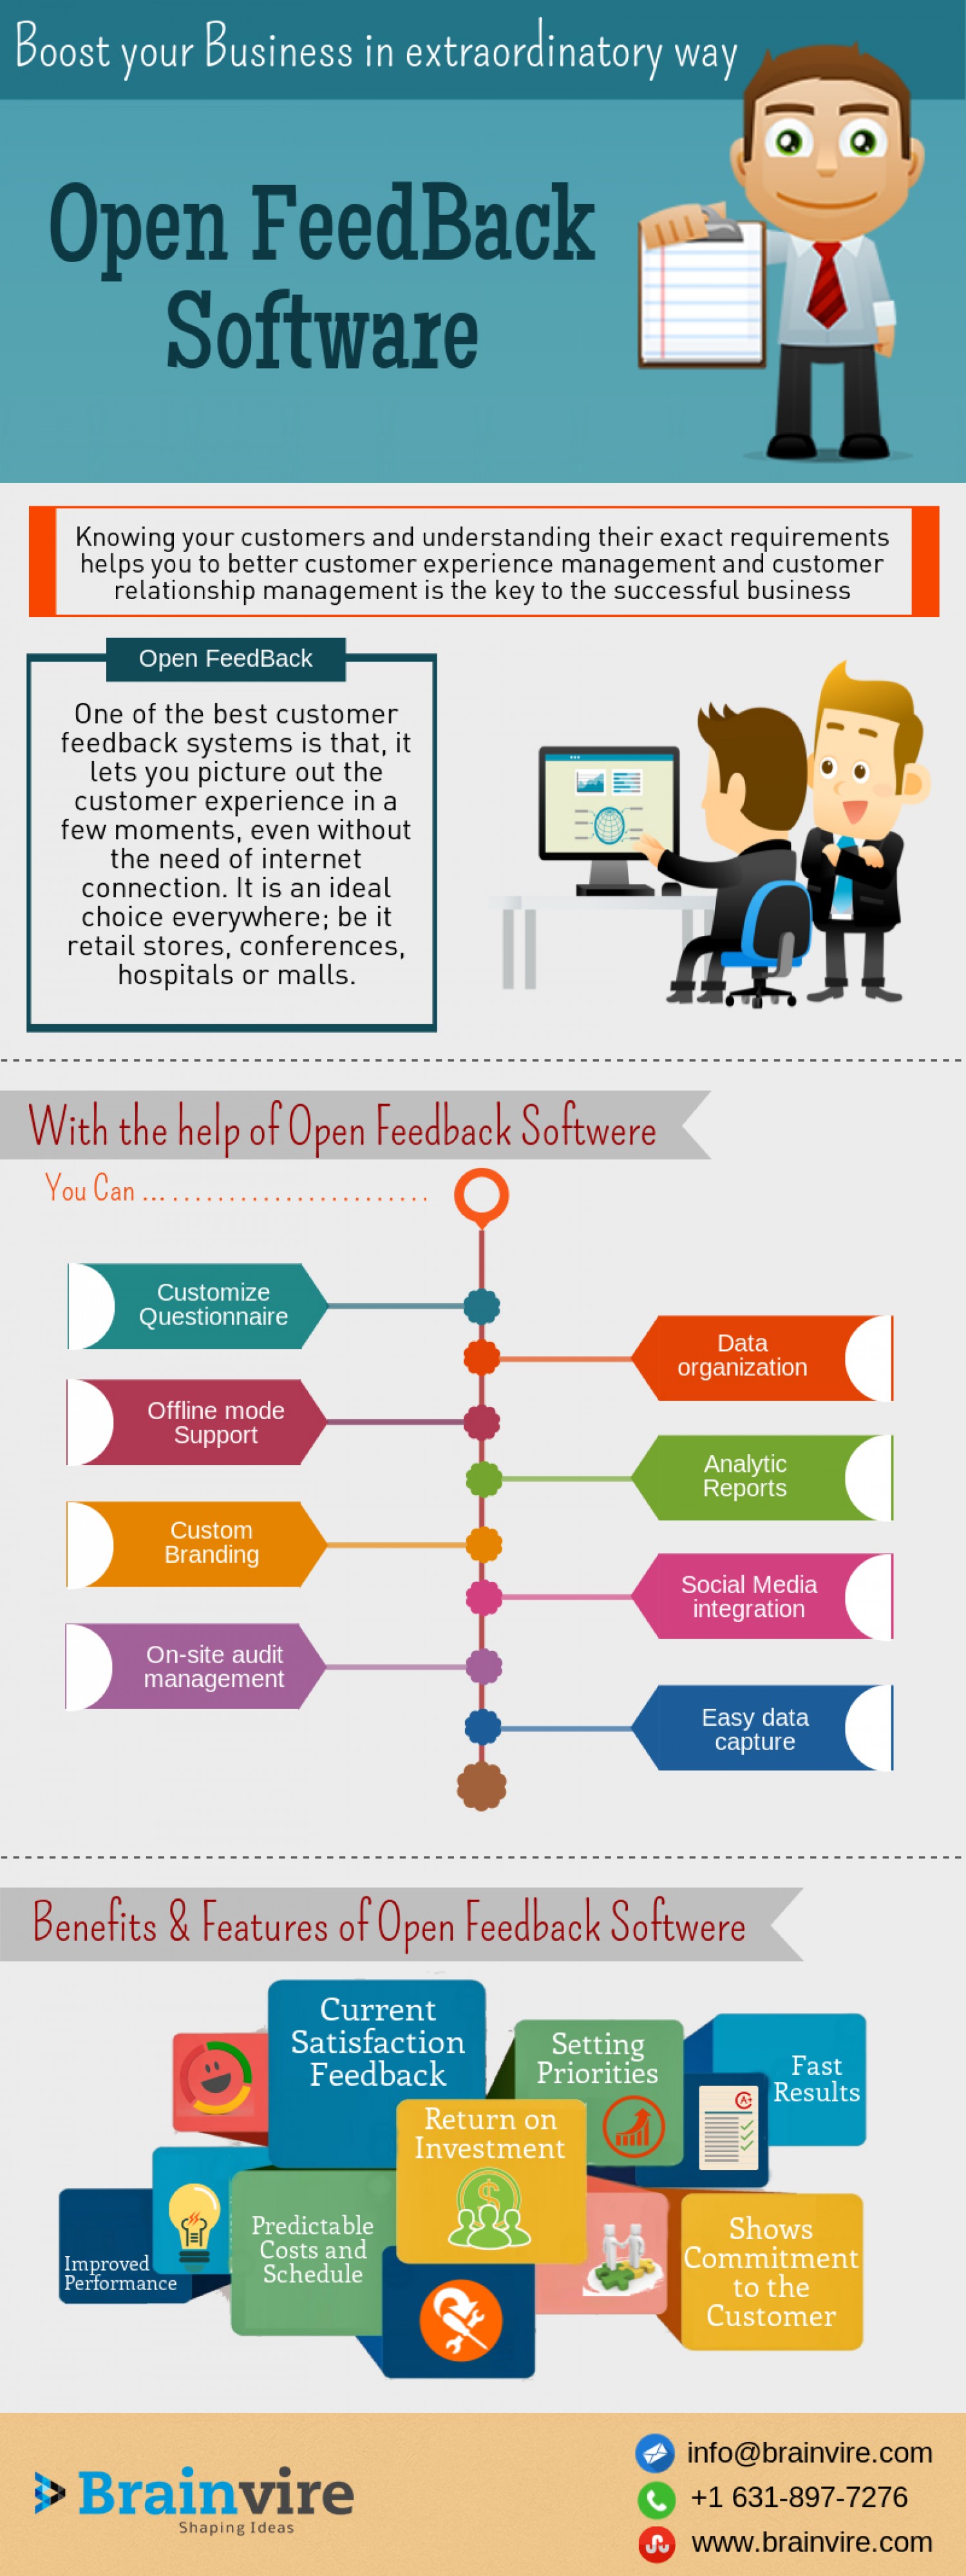 Boost your Business in extraordinatory way
Open FeedBack
Software
Knowing your customers and understanding their exact requirements
helps you to better customer experience management and customer
relationship management is the key to the successful business
Open FeedBack
One of the best customer
feedback systems is that, it
lets you picture out the
customer experience in a
few moments, even without
the need of internet
connection. It is an ideal
choice everywhere; be it
retail stores, conferences,
hospitals or malls.
With the help of Open Feedback Softwere
You Can ... . . . . . . . . . . . . . . . . . . . . . . .
Customize
Questionnaire
Data
organization
Offline mode
Support
Analytic
Reports
Custom
Branding
Social Media
integration
On-site audit
management
Easy data
capture
Benefits & Features of Open Feedback Softwere
Current
Satisfaction
Feedback
Setting
Priorities
Fast
Results
A+
Return on
Investment
$
Predictable
Costs and
Schedule
Improved
Performance
Shows
Commitment
to the
Customer
Brainvire
Shaping Ideas
info@brainvire.com
+1 631-897-7276
www.brainvire.com